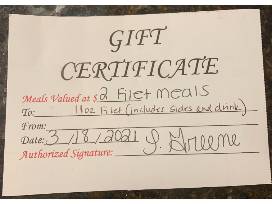 GIFT
CERTIFICATE
Meals Valued at $ 2 Filet meals
To: 11oz Filet (includes sides and drink)
From:
Date: 3/18/2021 J. Greene
Authorized Signature: